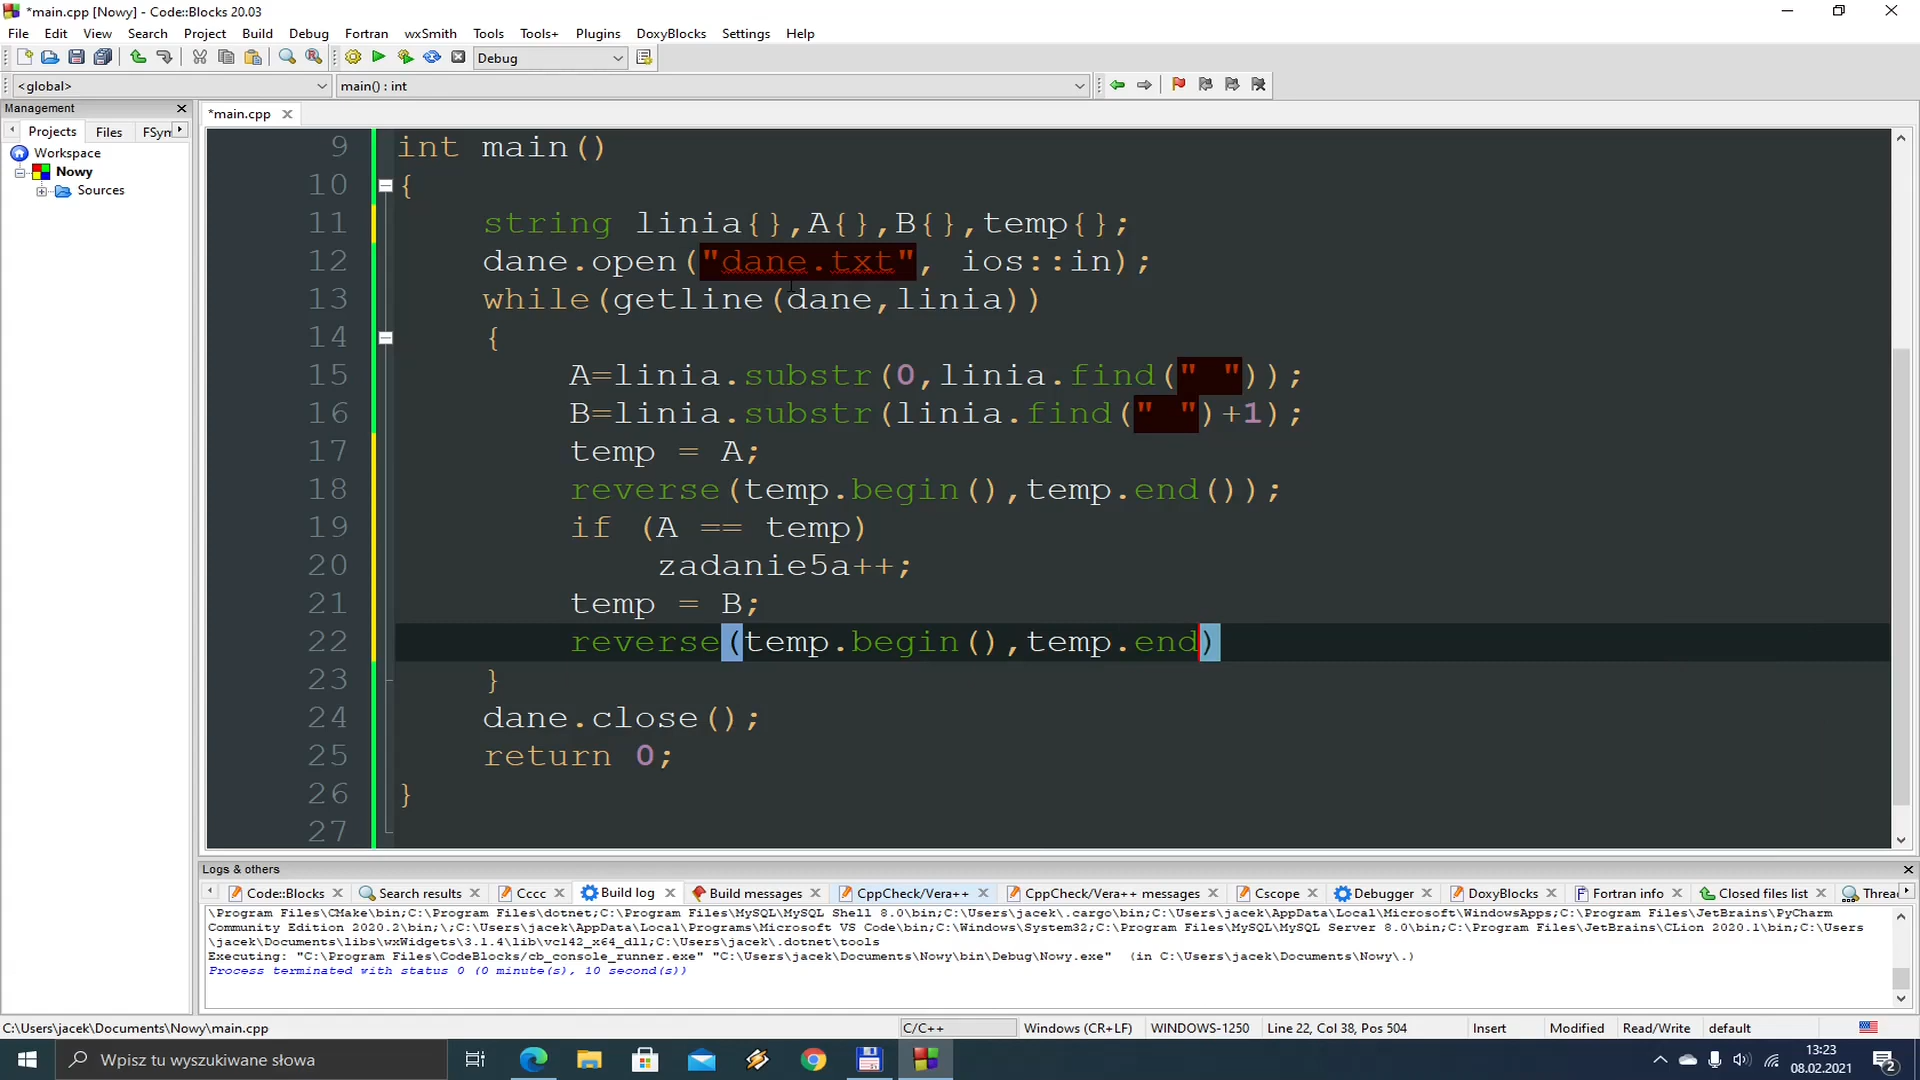 *main.cpp [Nowy] - Code::Blocks 20.03
File Edit View Search Project Build Debug Fortran wxSmith Tools Tools+ Plugins DoxyBlocks Settings Help
Debug
<global> main() : int
Management
Projects Files FSym
Workspace
Nowy
Sources
*main.cpp
9 int main()
10 {
11 string linia{},A{},B{},temp{};
12 dane.open("dane.txt", ios::in);
13 while(getline(dane,linia))
14 {
15 A=linia.substr(0,linia.find(" "));
16 B=linia.substr(linia.find(" ")+1);
17 temp = A;
18 reverse(temp.begin(),temp.end());
19 if (A == temp)
20 zadanie5a++;
21 temp = B;
22 reverse(temp.begin(),temp.end)
23 }
24 dane.close();
25 return 0;
26 }
27
Logs & others
Code::Blocks Search results Cccc Build log Build messages CppCheck/Vera++ CppCheck/Vera++ messages Cscope Debugger DoxyBlocks Fortran info Closed files list Threa
\Program Files\CMake\bin;C:\Program Files\dotnet;C:\Program Files\MySQL\MySQL Shell 8.0\bin;C:\Users\jacek\.cargo\bin;C:\Users\jacek\AppData\Local\Microsoft\WindowsApps;C:\Program Files\JetBrains\PyCharm
Community Edition 2020.2\bin;\;C:\Users\jacek\AppData\Local\Programs\Microsoft VS Code\bin;C:\Windows\System32;C:\Program Files\MySQL\MySQL Server 8.0\bin;C:\Program Files\JetBrains\CLion 2020.1\bin;C:\Users
\jacek\Documents\libs\wxWidgets\3.1.4\lib\vc142_x64_dll;C:\Users\jacek\.dotnet\tools
Executing: "C:\Program Files\CodeBlocks/cb_console_runner.exe" "C:\Users\jacek\Documents\Nowy\bin\Debug\Nowy.exe" (in C:\Users\jacek\Documents\Nowy\.)
Process terminated with status 0 (0 minute(s), 10 second(s))
C:\Users\jacek\Documents\Nowy\main.cpp C/C++ Windows (CR+LF) WINDOWS-1250 Line 22, Col 38, Pos 504 Insert Modified Read/Write default
Wpisz tu wyszukiwane słowa
13:23
08.02.2021
2